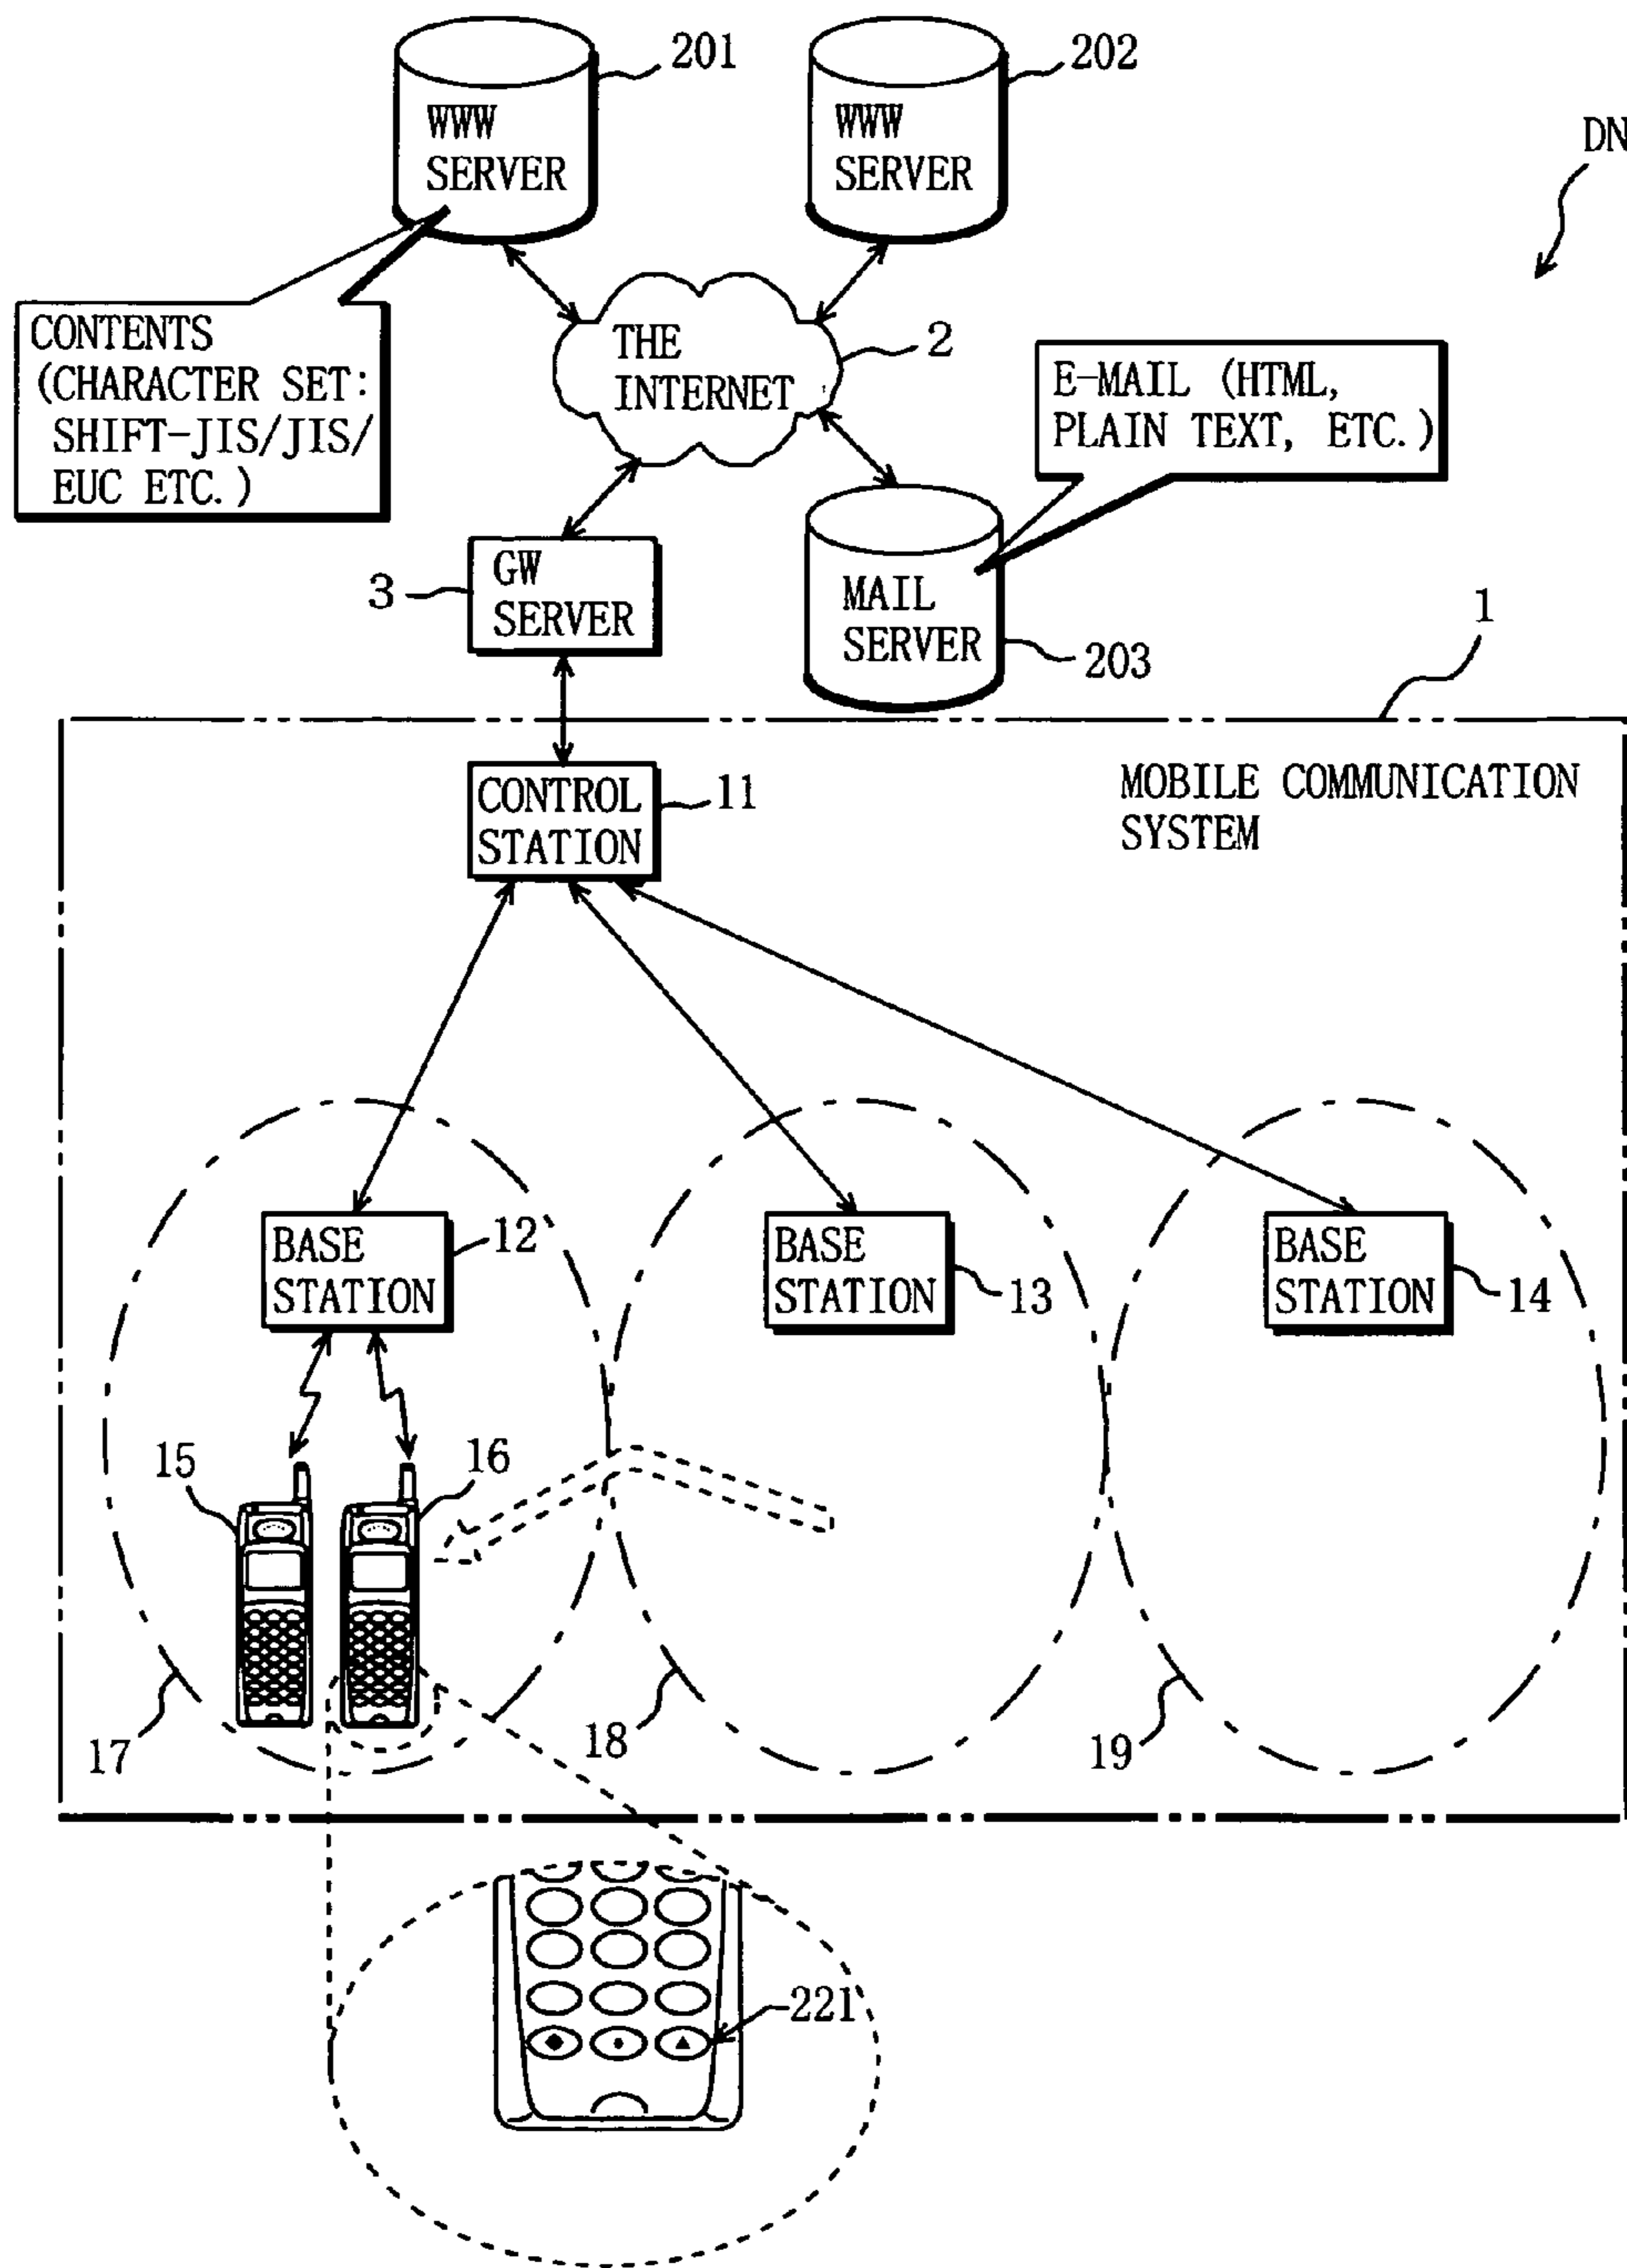 201
202
WWW
SERVER
WWW
SERVER
DN
CONTENTS
(CHARACTER SET:
SHIFT-JIS/JIS/
EUC ETC.)
THE
INTERNET
2
E-MAIL (HTML,
PLAIN TEXT, ETC.)
3
GW
SERVER
MAIL
SERVER
203
1
CONTROL
STATION
11
MOBILE COMMUNICATION
SYSTEM
BASE
STATION
12
BASE
STATION
13
BASE
STATION
14
15
16
17
18
19
221